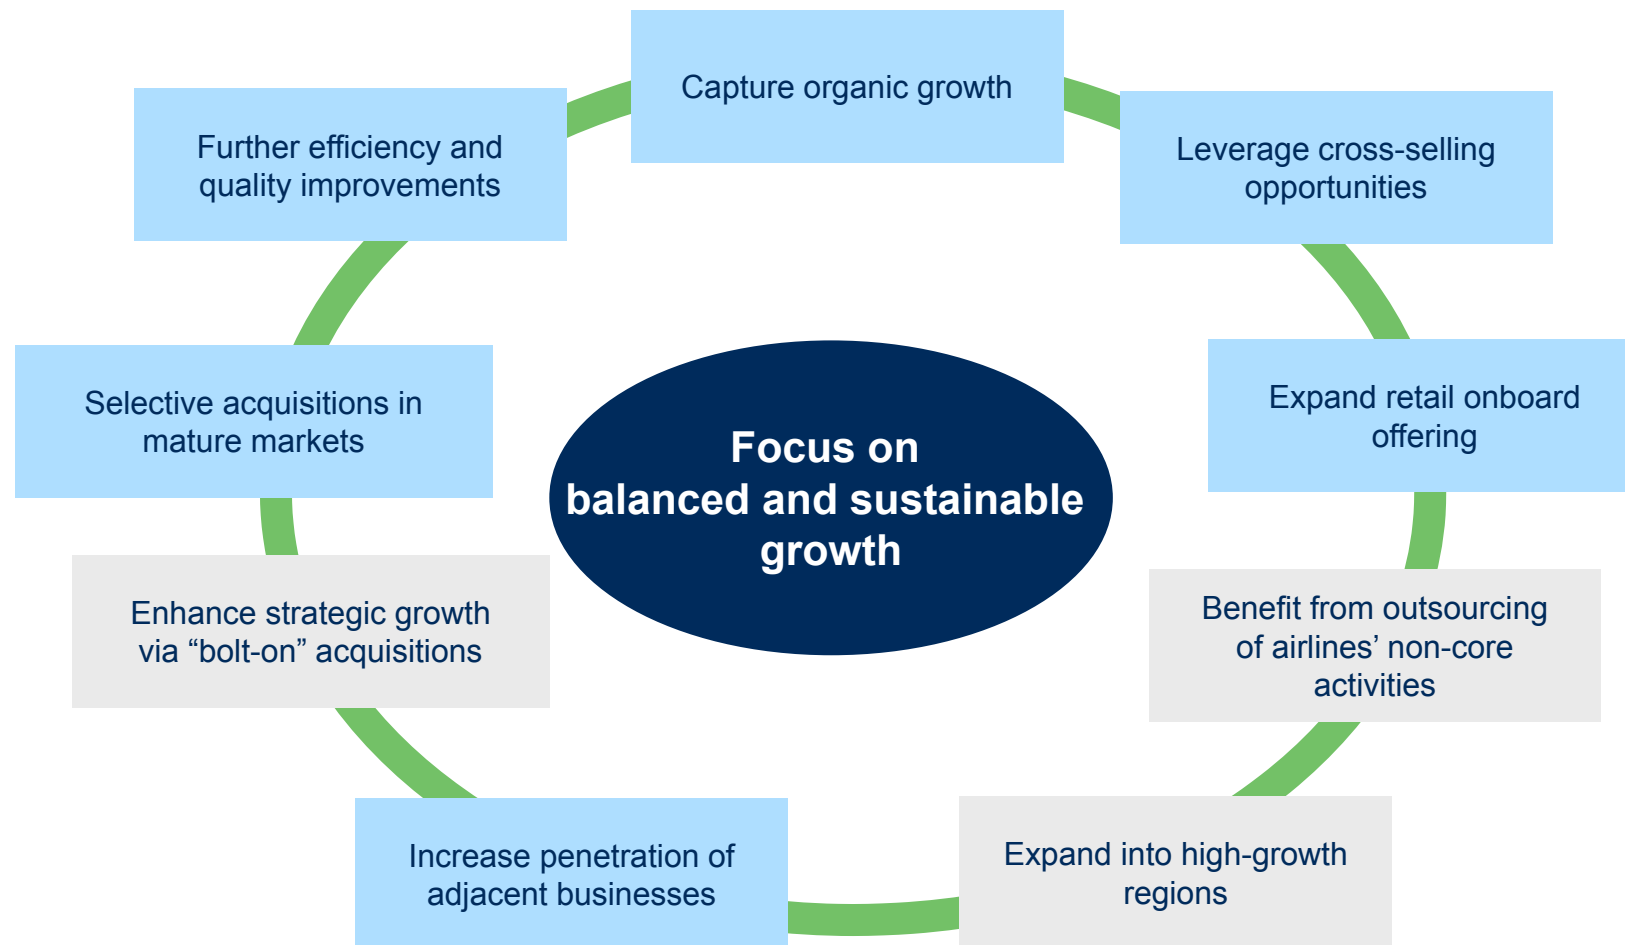 Capture organic growth
Leverage cross-selling
opportunities
Expand retail onboard
offering
Benefit from outsourcing
of airlines’ non-core
activities
Expand into high-growth
regions
Increase penetration of
adjacent businesses
Enhance strategic growth
via “bolt-on” acquisitions
Selective acquisitions in
mature markets
Further efficiency and
quality improvements
Focus on
balanced and sustainable
growth